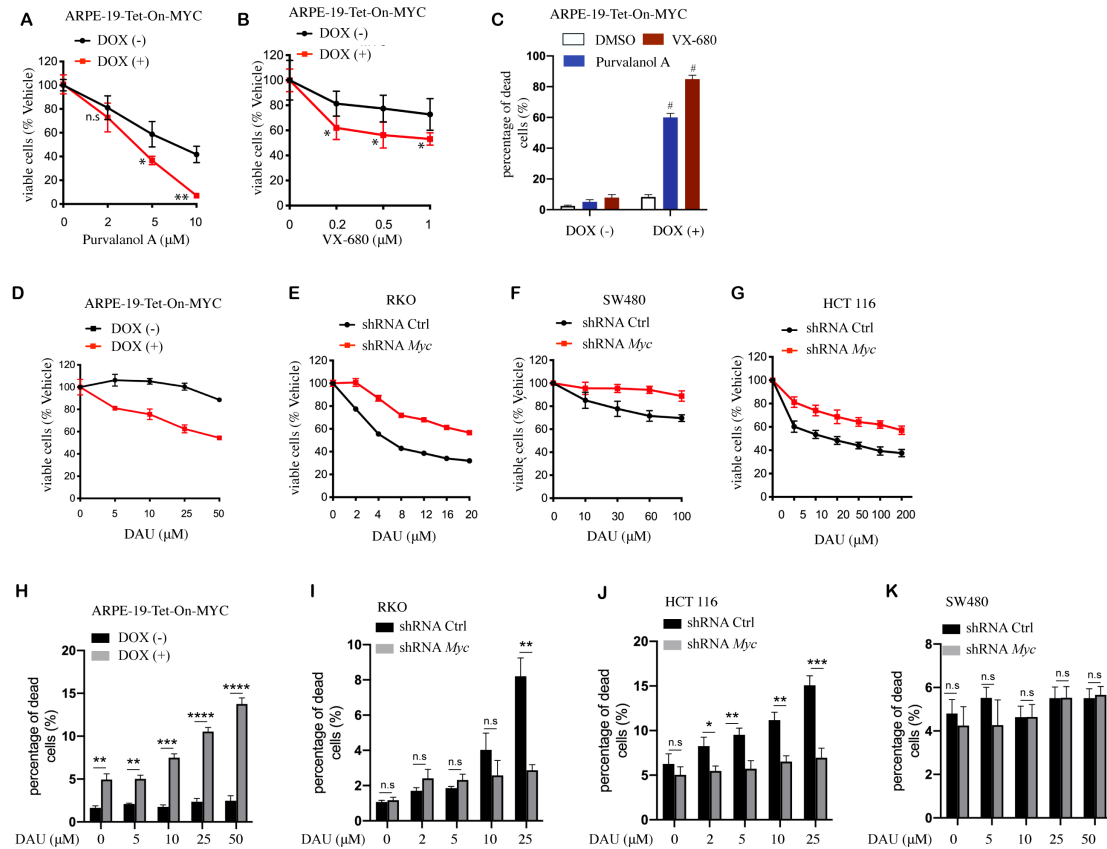 A
ARPE-19-Tet-On-MYC
DOX (-)
DOX (+)
viable cells (% Vehicle)
120
100
80
60
40
20
0
n.s
*
**
0 2 5 10
Purvalanol A (µM)
B
ARPE-19-Tet-On-MYC
DOX (-)
DOX (+)
viable cells (% Vehicle)
120
100
80
60
40
20
0
*
*
*
0 0.2 0.5 1
VX-680 (µM)
C
ARPE-19-Tet-On-MYC
DMSO
VX-680
Purvalanol A
percentage of dead
cells (%)
100
80
60
40
20
0
#
#
DOX (-) DOX (+)
D
ARPE-19-Tet-On-MYC
DOX (-)
DOX (+)
viable cells (% Vehicle)
120
100
80
60
40
20
0
0 5 10 25 50
DAU (µM)
E
RKO
shRNA Ctrl
shRNA Myc
viable cells (% Vehicle)
120
100
80
60
40
20
0
0 2 4 8 12 16 20
DAU (µM)
F
SW480
shRNA Ctrl
shRNA Myc
viable cells (% Vehicle)
120
100
80
60
40
20
0
0 10 30 60 100
DAU (µM)
G
HCT 116
shRNA Ctrl
shRNA Myc
viable cells (% Vehicle)
120
100
80
60
40
20
0
0 5 10 20 50 100 200
DAU (µM)
H
ARPE-19-Tet-On-MYC
DOX (-)
DOX (+)
percentage of dead
cells (%)
20
15
10
5
0
** ** *** **** ****
DAU (µM) 0 5 10 25 50
I
RKO
shRNA Ctrl
shRNA Myc
percentage of dead
cells (%)
10
8
6
4
2
0
n.s n.s n.s n.s **
DAU (µM) 0 2 5 10 25
J
HCT 116
shRNA Ctrl
shRNA Myc
percentage of dead
cells (%)
20
15
10
5
0
n.s * ** ** ***
DAU (µM) 0 2 5 10 25
K
SW480
shRNA Ctrl
shRNA Myc
percentage of dead
cells (%)
8
6
4
2
0
n.s n.s n.s n.s n.s
DAU (µM) 0 5 10 25 50